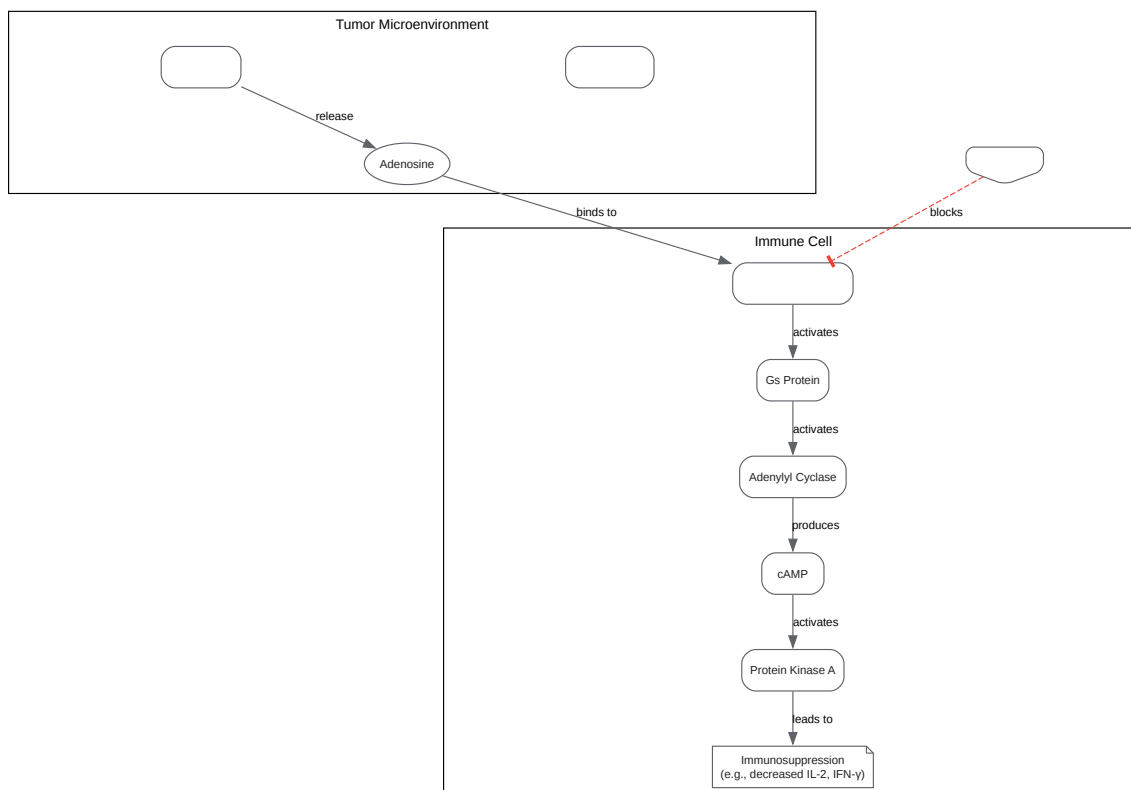 Tumor Microenvironment
release
Adenosine
binds to
blocks
Immune Cell
activates
Gs Protein
activates
Adenylyl Cyclase
produces
cAMP
activates
Protein Kinase A
leads to
Immunosuppression
(e.g., decreased IL-2, IFN-γ)